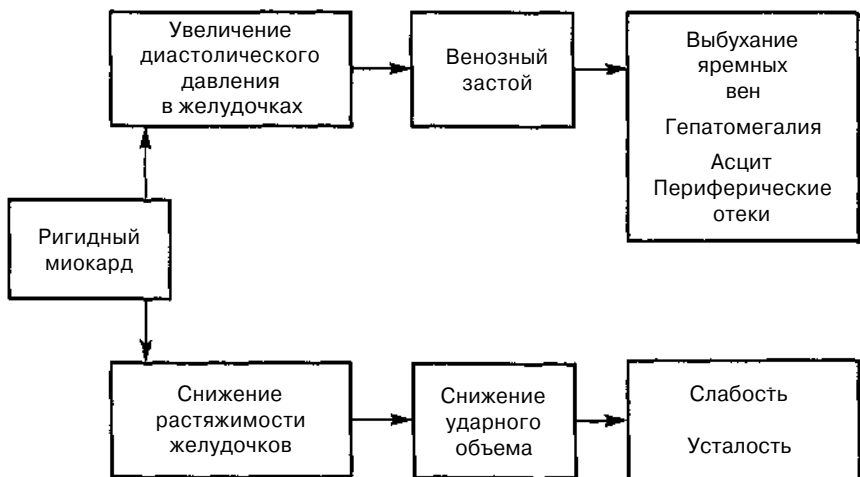 Увеличение
диастолического
давления
в желудочках
Венозный
застой
Выбухание
яремных
вен
Гепатомегалия
Асцит
Периферические
отеки
Ригидный
миокард
Снижение
растяжимости
желудочков
Снижение
ударного
объема
Слабость
Усталость